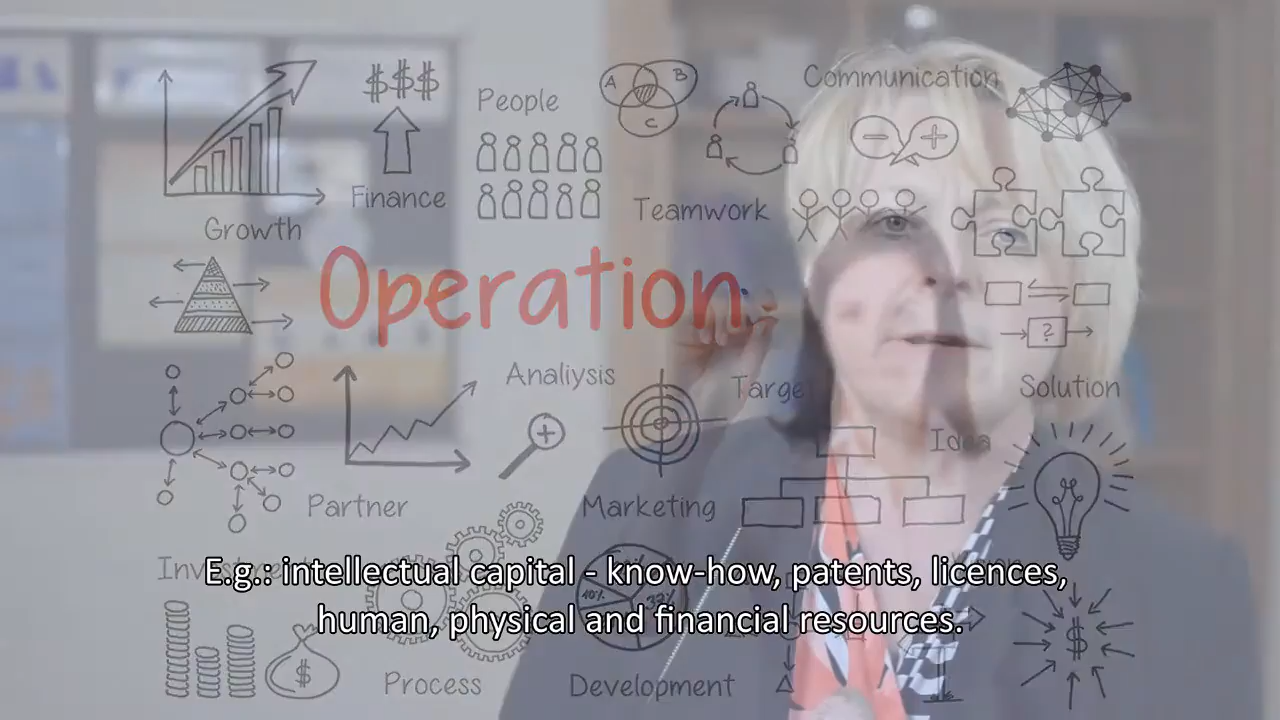 $$$
People
A B
C
Communication
Finance
Teamwork
Growth
Operation
?
Analiysis
Target
Solution
Idea
Partner
Marketing
E.g.: intellectual capital - know-how, patents, licences,
human, physical and financial resources.
$
$
Process
Development